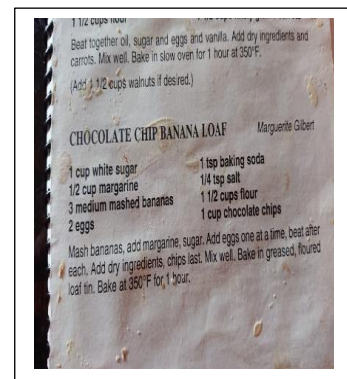 1 1/2 cups flour
Beat together oil, sugar and eggs and vanilla. Add dry ingredients and
carrots. Mix well. Bake in slow oven for 1 hour at 350°F.
(Add 1 1/2 cups walnuts if desired.)
CHOCOLATE CHIP BANANA LOAF Marguerite Gilbert
1 cup white sugar
1/2 cup margarine
3 medium mashed bananas
2 eggs
1 tsp baking soda
1/4 tsp salt
1 1/2 cups flour
1 cup chocolate chips
Mash bananas, add margarine, sugar. Add eggs one at a time, beat after
each. Add dry ingredients, chips last. Mix well. Bake in greased, floured
loaf tin. Bake at 350°F for 1 hour.